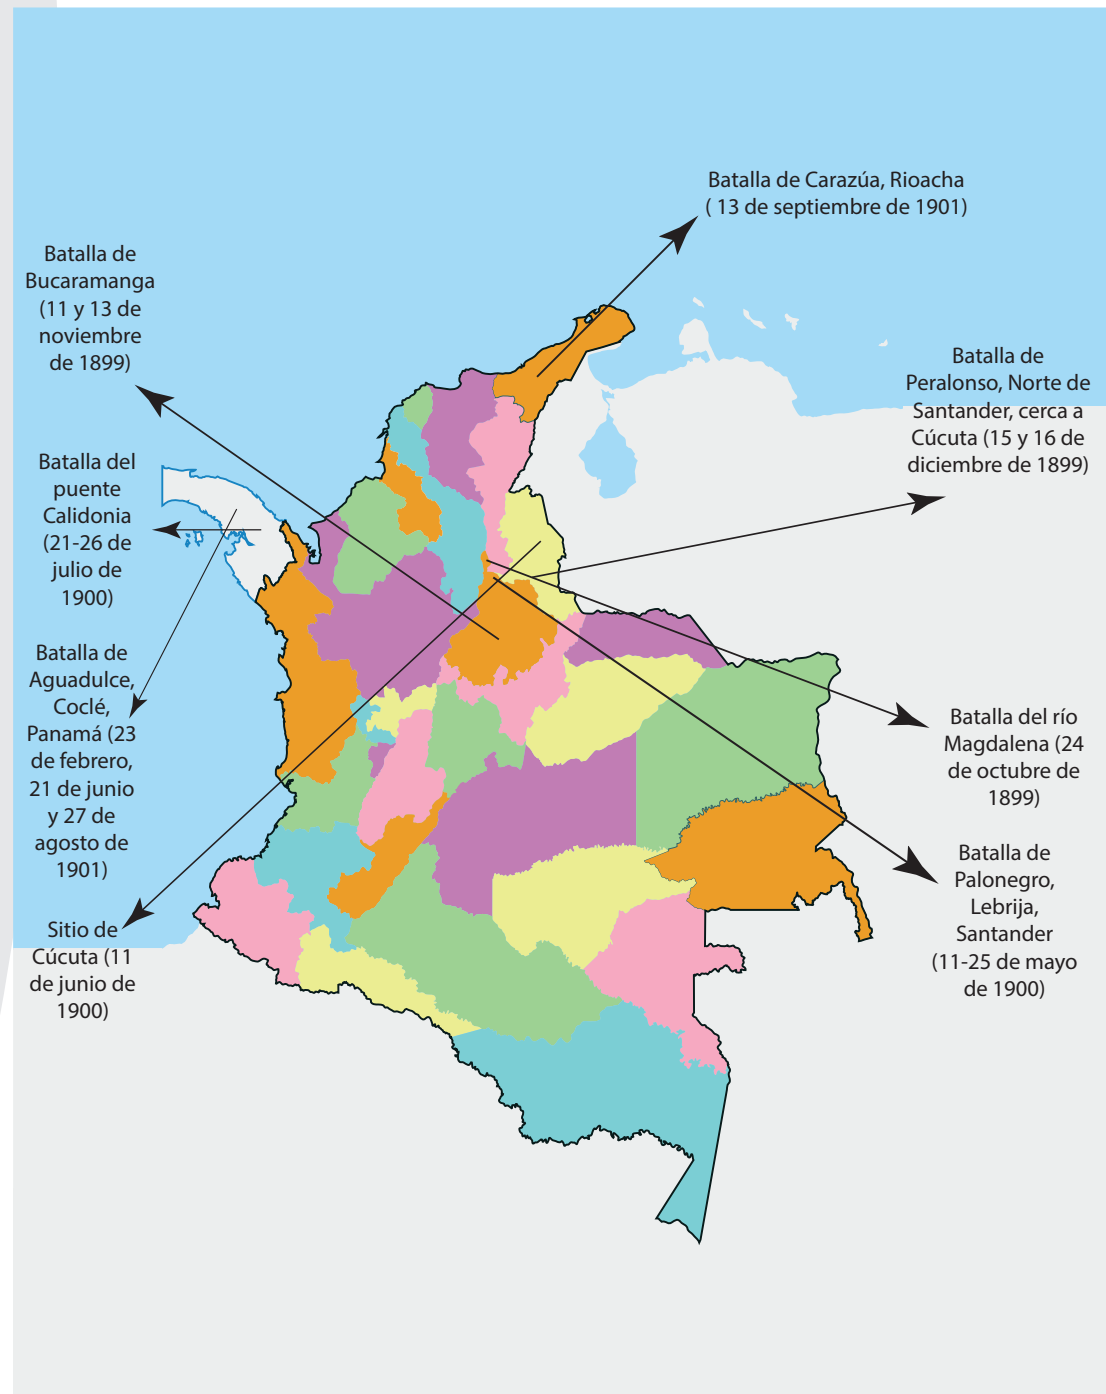 Batalla de Carazúa, Rioacha
( 13 de septiembre de 1901)
Batalla de
Bucaramanga
(11 y 13 de
noviembre
de 1899)
Batalla de
Peralonso, Norte de
Santander, cerca a
Cúcuta (15 y 16 de
diciembre de 1899)
Batalla del
puente
Calidonia
(21-26 de
julio de
1900)
Batalla de
Aguadulce,
Coclé,
Panamá (23
de febrero,
21 de junio
y 27 de
agosto de
1901)
Batalla del río
Magdalena (24
de octubre de
1899)
Batalla de
Palonegro,
Lebrija,
Santander
(11-25 de mayo
de 1900)
Sitio de
Cúcuta (11
de junio de
1900)